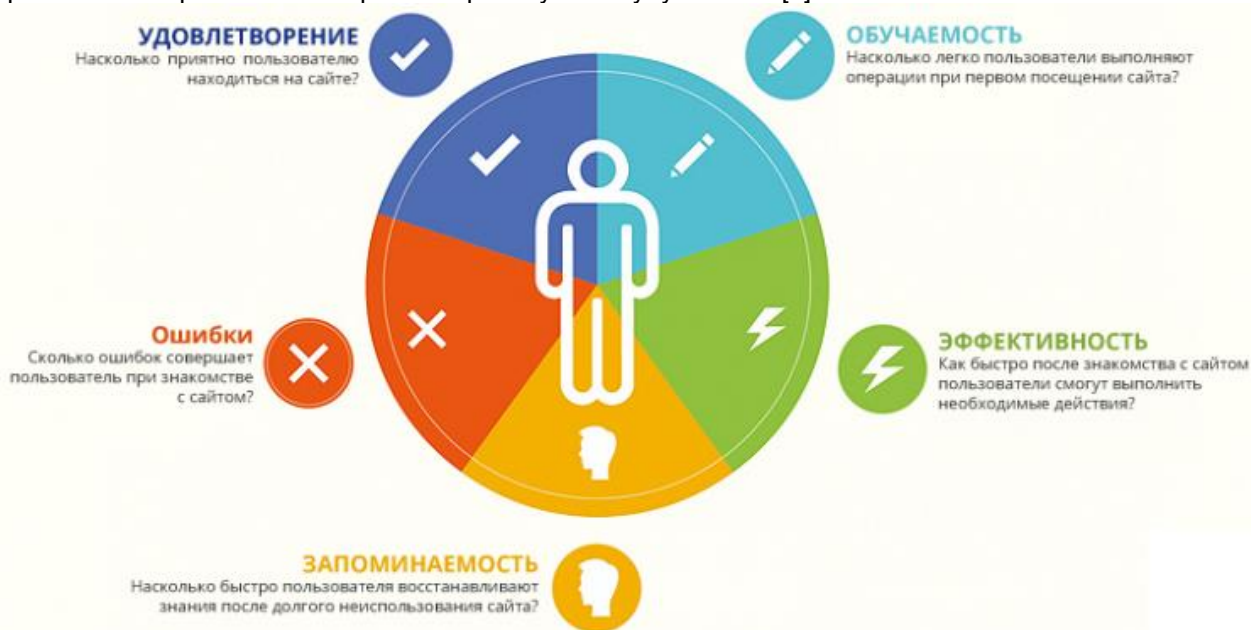 УДОВЛЕТВОРЕНИЕ
Насколько приятно пользователю
находиться на сайте?
ОБУЧАЕМОСТЬ
Насколько легко пользователи выполняют
операции при первом посещении сайта?
Ошибки
Сколько ошибок совершает
пользователь при знакомстве
с сайтом?
ЭФФЕКТИВНОСТЬ
Как быстро после знакомства с сайтом
пользователи смогут выполнить
необходимые действия?
ЗАПОМИНАЕМОСТЬ
Насколько быстро пользователя восстанавливают
знания после долгого неиспользования сайта?